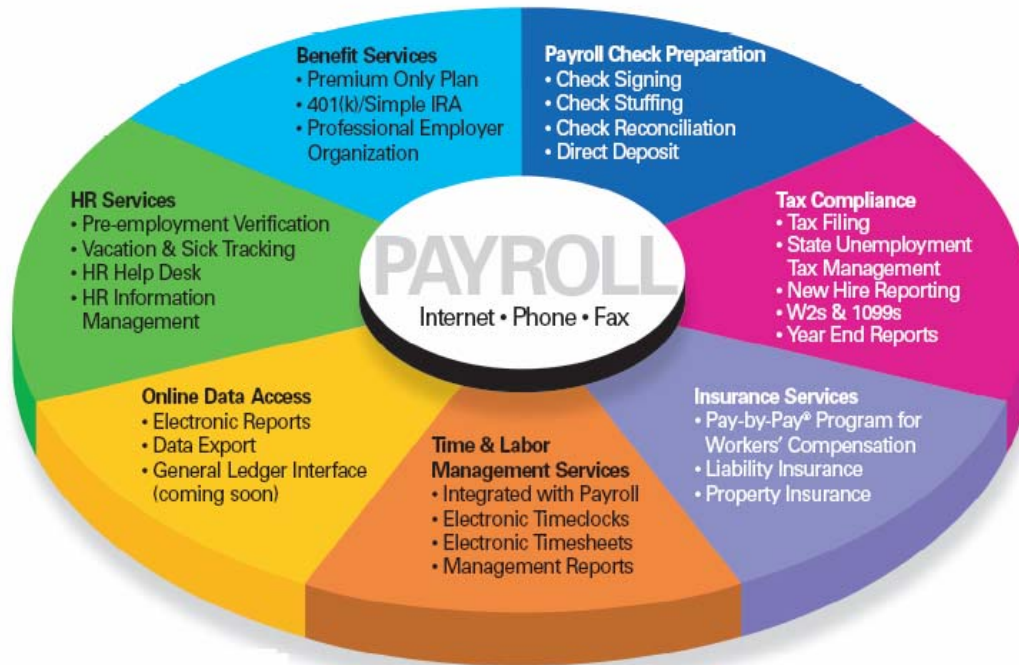 Benefit Services
• Premium Only Plan
• 401(k)/Simple IRA
• Professional Employer
Organization
Payroll Check Preparation
• Check Signing
• Check Stuffing
• Check Reconciliation
• Direct Deposit
HR Services
• Pre-employment Verification
• Vacation & Sick Tracking
• HR Help Desk
• HR Information
Management
PAYROLL
Internet • Phone • Fax
Tax Compliance
• Tax Filing
• State Unemployment
Tax Management
• New Hire Reporting
• W2s & 1099s
• Year End Reports
Online Data Access
• Electronic Reports
• Data Export
• General Ledger Interface
(coming soon)
Time & Labor
Management Services
• Integrated with Payroll
• Electronic Timeclocks
• Electronic Timesheets
• Management Reports
Insurance Services
• Pay-by-Pay® Program for
Workers’ Compensation
• Liability Insurance
• Property Insurance